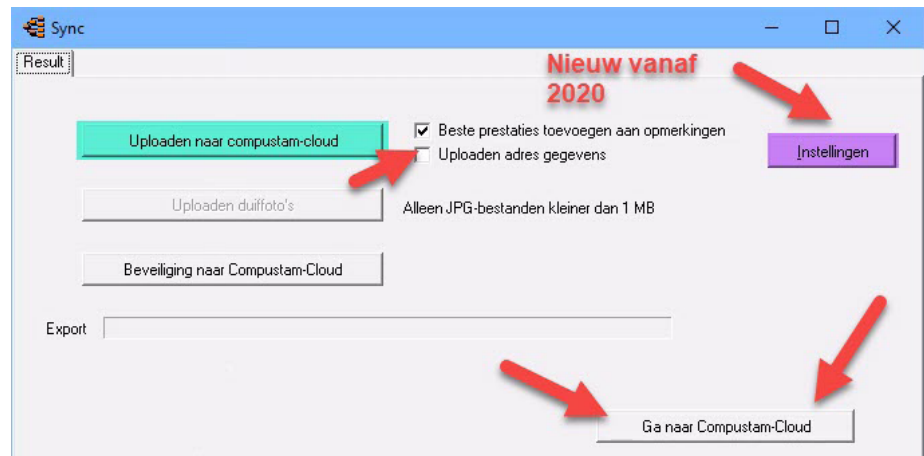 Sync
Result
Nieuw vanaf
2020
Uploaden naar compustam-cloud
Beste prestaties toevoegen aan opmerkingen
Uploaden adres gegevens
Instellingen
Uploaden duiffoto's
Alleen JPG-bestanden kleiner dan 1 MB
Beveiliging naar Compustam-Cloud
Export
Ga naar Compustam-Cloud